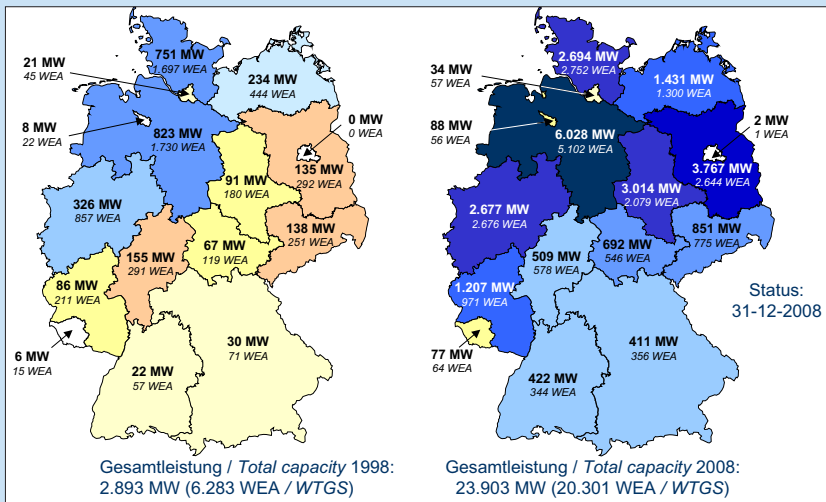 21 MW
45 WEA
751 MW
1.697 WEA
234 MW
444 WEA
8 MW
22 WEA
823 MW
1.730 WEA
0 MW
0 WEA
135 MW
292 WEA
91 MW
180 WEA
326 MW
857 WEA
138 MW
251 WEA
67 MW
119 WEA
155 MW
291 WEA
86 MW
211 WEA
6 MW
15 WEA
30 MW
71 WEA
22 MW
57 WEA
Gesamtleistung / Total capacity 1998:
2.893 MW (6.283 WEA / WTGS)
34 MW
57 WEA
2.694 MW
2.752 WEA
1.431 MW
1.300 WEA
88 MW
56 WEA
6.028 MW
5.102 WEA
2 MW
1 WEA
3.767 MW
2.644 WEA
3.014 MW
2.079 WEA
2.677 MW
2.676 WEA
851 MW
775 WEA
692 MW
546 WEA
509 MW
578 WEA
1.207 MW
971 WEA
Status:
31-12-2008
77 MW
64 WEA
411 MW
356 WEA
422 MW
344 WEA
Gesamtleistung / Total capacity 2008:
23.903 MW (20.301 WEA / WTGS)